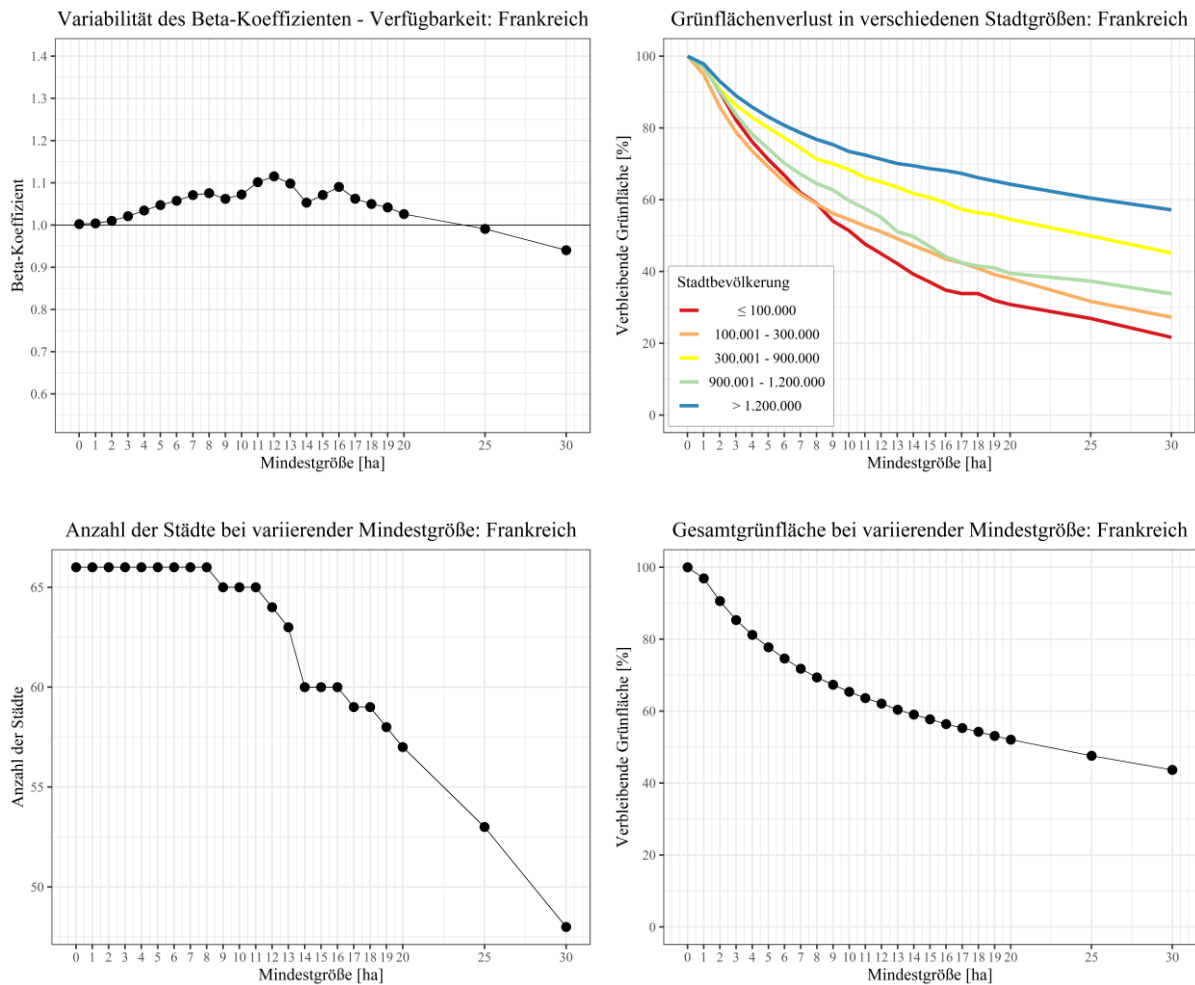 Variabilität des Beta-Koeffizienten - Verfügbarkeit: Frankreich
1.4
1.3
1.2
1.1
1.0
0.9
0.8
0.7
0.6
Beta-Koeffizient
0 1 2 3 4 5 6 7 8 9 10 11 12 13 14 15 16 17 18 19 20 25 30
Mindestgröße [ha]
Grünflächenverlust in verschiedenen Stadtgrößen: Frankreich
100
80
60
40
20
0
Verbleibende Grünfläche [%]
Stadtbevölkerung
≤ 100.000
100.001 - 300.000
300.001 - 900.000
900.001 - 1.200.000
> 1.200.000
0 1 2 3 4 5 6 7 8 9 10 11 12 13 14 15 16 17 18 19 20 25 30
Mindestgröße [ha]
Anzahl der Städte bei variierender Mindestgröße: Frankreich
65
60
55
50
Anzahl der Städte
0 1 2 3 4 5 6 7 8 9 10 11 12 13 14 15 16 17 18 19 20 25 30
Mindestgröße [ha]
Gesamtgrünfläche bei variierender Mindestgröße: Frankreich
100
80
60
40
20
0
Verbleibende Grünfläche [%]
0 1 2 3 4 5 6 7 8 9 10 11 12 13 14 15 16 17 18 19 20 25 30
Mindestgröße [ha]